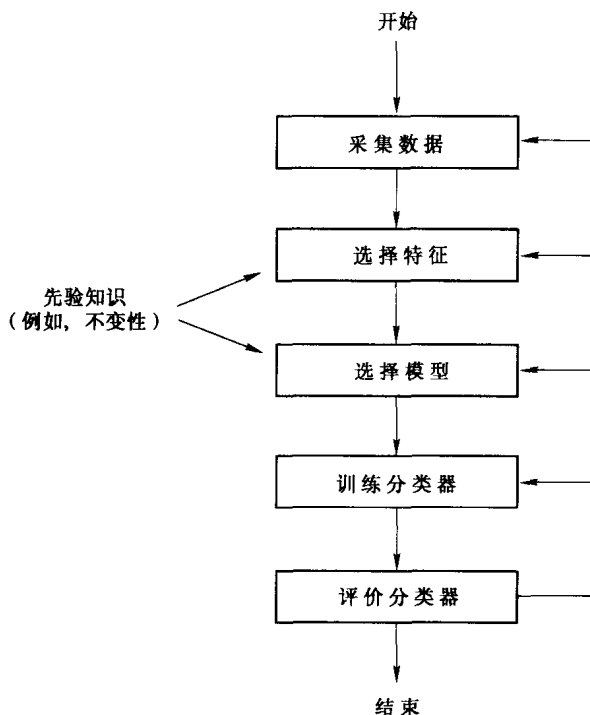 开始
采集数据
选择特征
先验知识
（例如, 不变性）
选择模型
训练分类器
评价分类器
结束